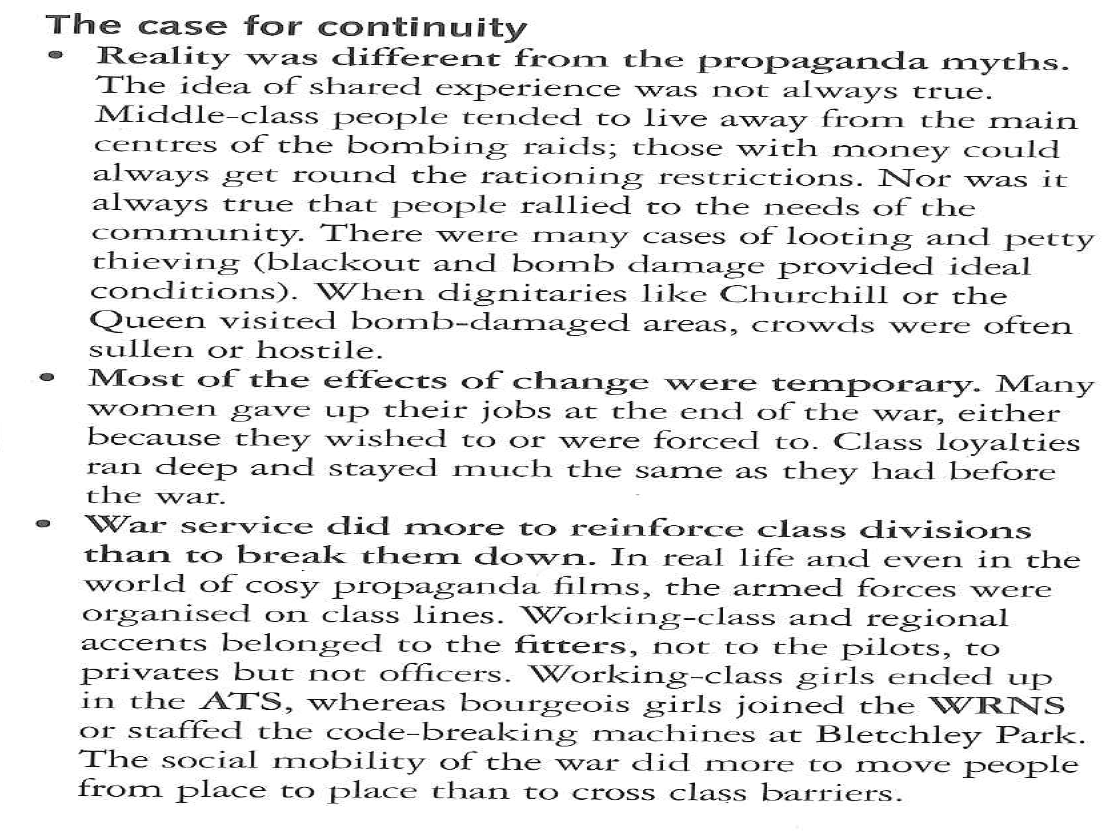 The case for continuity
• Reality was different from the propaganda myths.
The idea of shared experience was not always true.
Middle-class people tended to live away from the main
centres of the bombing raids; those with money could
always get round the rationing restrictions. Nor was it
always true that people rallied to the needs of the
community. There were many cases of looting and petty
thieving (blackout and bomb damage provided ideal
conditions). When dignitaries like Churchill or the
Queen visited bomb-damaged areas, crowds were often
sullen or hostile.
• Most of the effects of change were temporary. Many
women gave up their jobs at the end of the war, either
because they wished to or were forced to. Class loyalties
ran deep and stayed much the same as they had before
the war.
• War service did more to reinforce class divisions
than to break them down. In real life and even in the
world of cosy propaganda films, the armed forces were
organised on class lines. Working-class and regional
accents belonged to the fitters, not to the pilots, to
privates but not officers. Working-class girls ended up
in the ATS, whereas bourgeois girls joined the WRNS
or staffed the code-breaking machines at Bletchley Park.
The social mobility of the war did more to move people
from place to place than to cross class barriers.